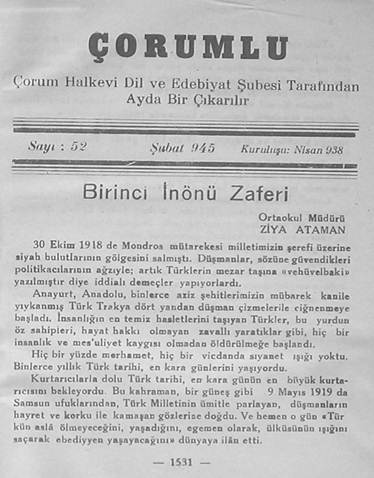 ÇORUMLU
Çorum Halkevi Dil ve Edebiyat Şubesi Tarafından
Ayda Bir Çıkarılır
Sayı : 52 Şubat 945 Kuruluşu: Nisan 938
Birinci İnönü Zaferi
Ortaokul Müdürü
ZİYA ATAMAN
30 Ekim 1918 de Mondros mütarekesi milletimizin şerefi üzerine
siyah bulutlarının gölgesini salmıştı. Düşmanlar, sözüne güvendikleri
politikacılarının ağzıyle; artık Türklerin mezar taşına «vehüvelbaki»
yazılmıştır diye iddialı demeçler yapıyorlardı.
Anayurt, Anadolu, binlerce aziz şehitlerimizin mübarek kanile
yıykanmış Türk Trakya dört yandan düşman çizmelerile ciğnenmeye
başladı. İnsanlığın en temiz hasletlerini taşıyan Türkler, bu yurdun
öz sahipleri, hayat hakkı olmayan zavallı yaratıklar gibi, hiç bir
insanlık ve mes'uliyet kaygısı olmadan öldürülmeğe başlandı.
Hiç bir yüzde merhamet, hiç bir vicdanda sıyanet ışığı yoktu.
Binlerce yıllık Türk tarihi, en kara günlerini yaşıyordu.
Kurtarıcılarla dolu Türk tarihi, en kara günün en büyük kurta-
rıcısını bekleyordu. Bu kahraman, bir güneş gibi 9 Mayıs 1919 da
Samsun ufuklarından, Türk Milletinin ümitle parlayan, düşmanların
hayret ve korku ile kamaşan gözlerine doğdu. Ve hemen o gün «Tür
kün aslâ ölmeyeceğini, yaşadığını, egemen olarak, ülküsünün ışığını
saçarak ebediyyen yaşayacağını» dünyaya ilân etti.
— 1531 —